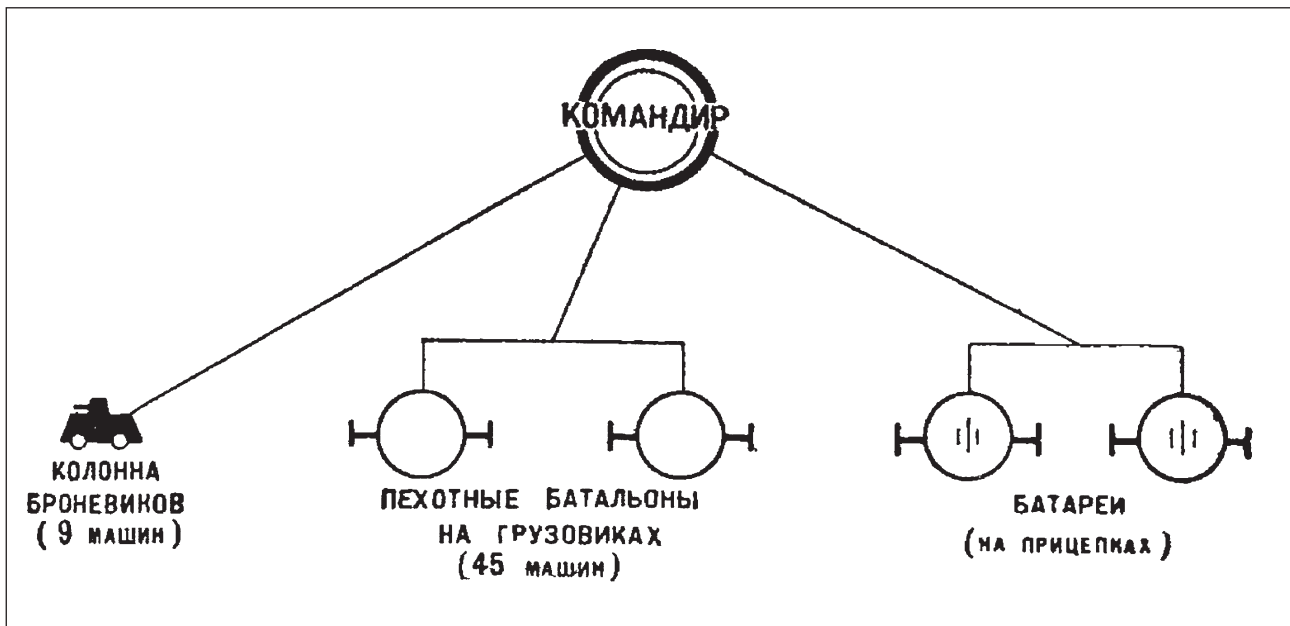 КОМАНДИР
КОЛОННА
БРОНЕВИКОВ
(9 МАШИН)
ПЕХОТНЫЕ БАТАЛЬОНЫ
НА ГРУЗОВИКАХ
(45 МАШИН)
БАТАРЕИ
(НА ПРИЦЕПКАХ)